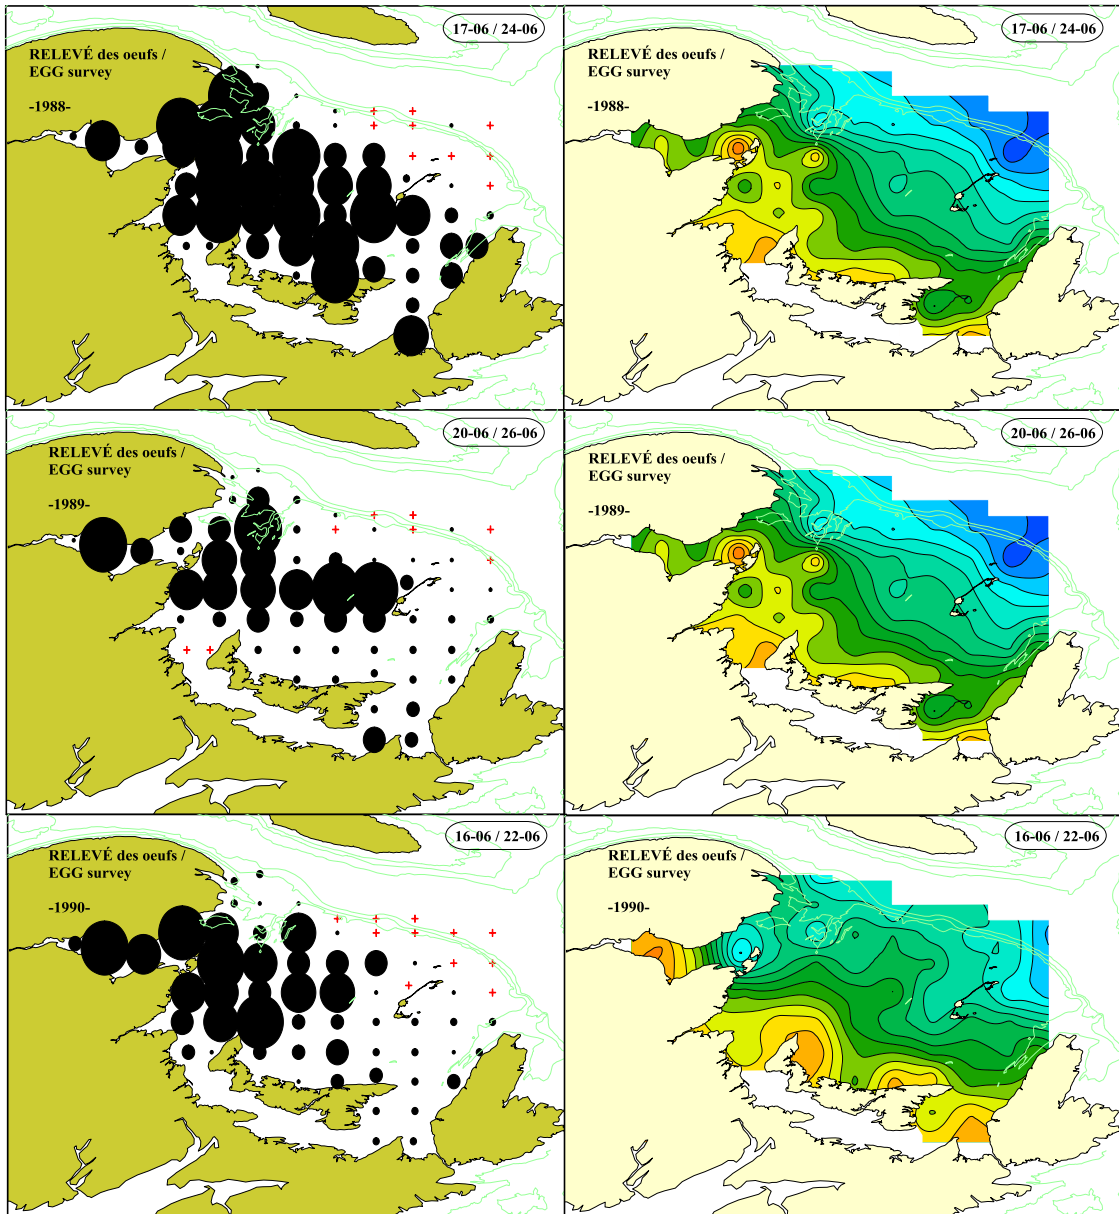 17-06 / 24-06
RELEVÉ des oeufs /
EGG survey
-1988-
17-06 / 24-06
RELEVÉ des oeufs /
EGG survey
-1988-
20-06 / 26-06
RELEVÉ des oeufs /
EGG survey
-1989-
20-06 / 26-06
RELEVÉ des oeufs /
EGG survey
-1989-
16-06 / 22-06
RELEVÉ des oeufs /
EGG survey
-1990-
16-06 / 22-06
RELEVÉ des oeufs /
EGG survey
-1990-